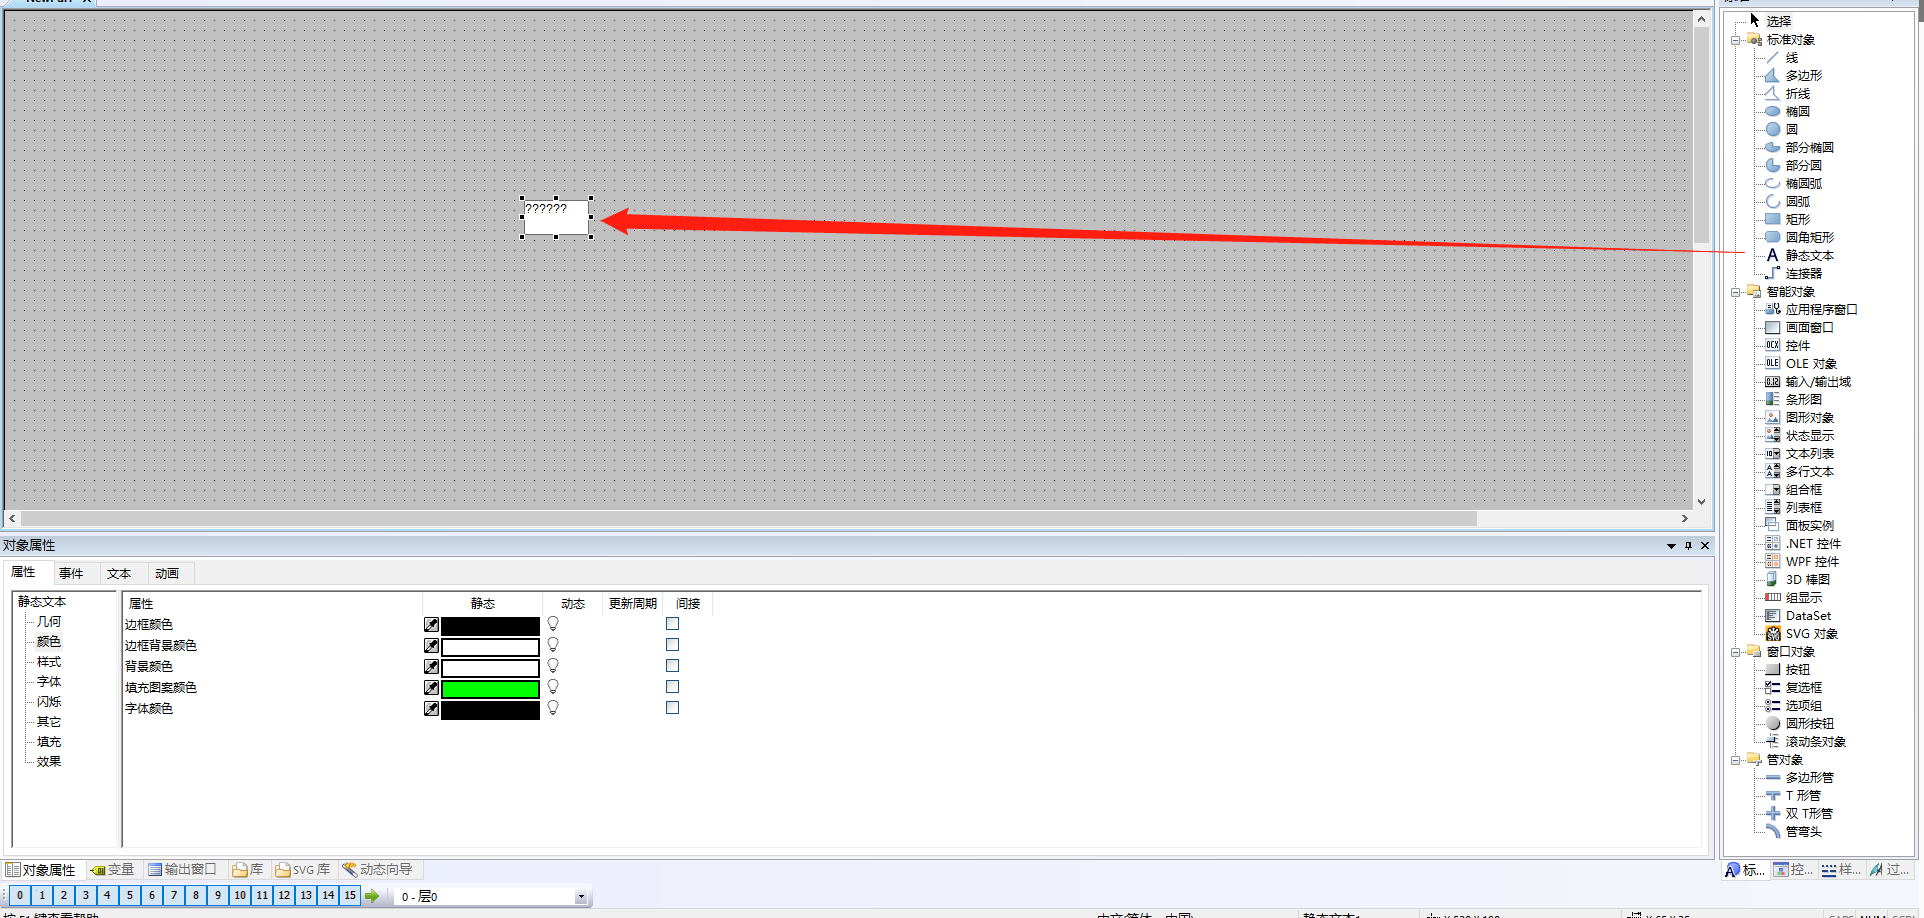 ??????
选择
标准对象
线
多边形
折线
椭圆
圆
部分椭圆
部分圆
椭圆弧
圆弧
矩形
圆角矩形
静态文本
连接器
智能对象
应用程序窗口
画面窗口
控件
OLE 对象
输入/输出域
条形图
图形对象
状态显示
文本列表
多行文本
组合框
列表框
面板实例
.NET 控件
WPF 控件
3D 棒图
组显示
DataSet
SVG 对象
窗口对象
按钮
复选框
选项组
圆形按钮
滚动条对象
管对象
多边形管
T 形管
双 T形管
管弯头
标... 控... 样... 过...
对象属性
属性 事件 文本 动画
静态文本
几何
颜色
样式
字体
闪烁
其它
填充
效果
属性 静态 动态 更新周期 间接
边框颜色
边框背景颜色
背景颜色
填充图案颜色
字体颜色
对象属性 变量 输出窗口 库 SVG 库 动态向导
0 1 2 3 4 5 6 7 8 9 10 11 12 13 14 15 0 - 层0